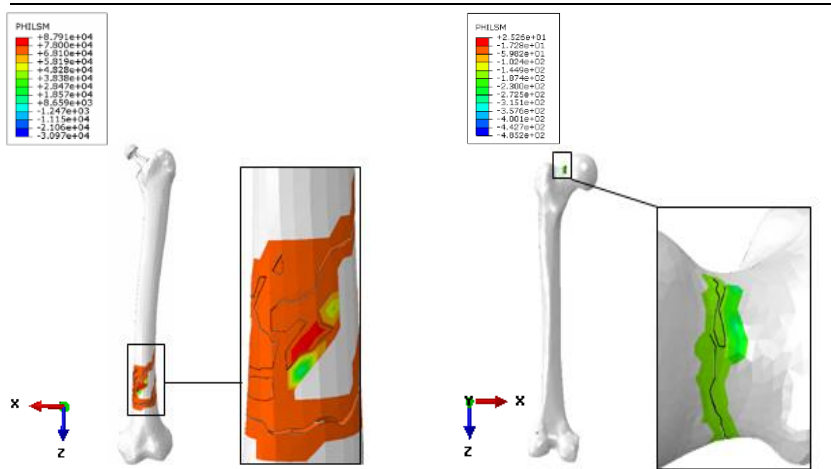 PHILSM
+8.791e+04
+7.800e+04
+6.810e+04
+5.819e+04
+4.828e+04
+3.838e+04
+2.847e+04
+1.857e+04
+8.659e+03
-1.247e+03
-1.115e+04
-2.106e+04
-3.097e+04
X
Z
PHILSM
+2.526e+01
-1.728e+01
-5.982e+01
-1.024e+02
-1.449e+02
-1.874e+02
-2.300e+02
-2.725e+02
-3.151e+02
-3.576e+02
-4.001e+02
-4.427e+02
-4.852e+02
Y
X
Z